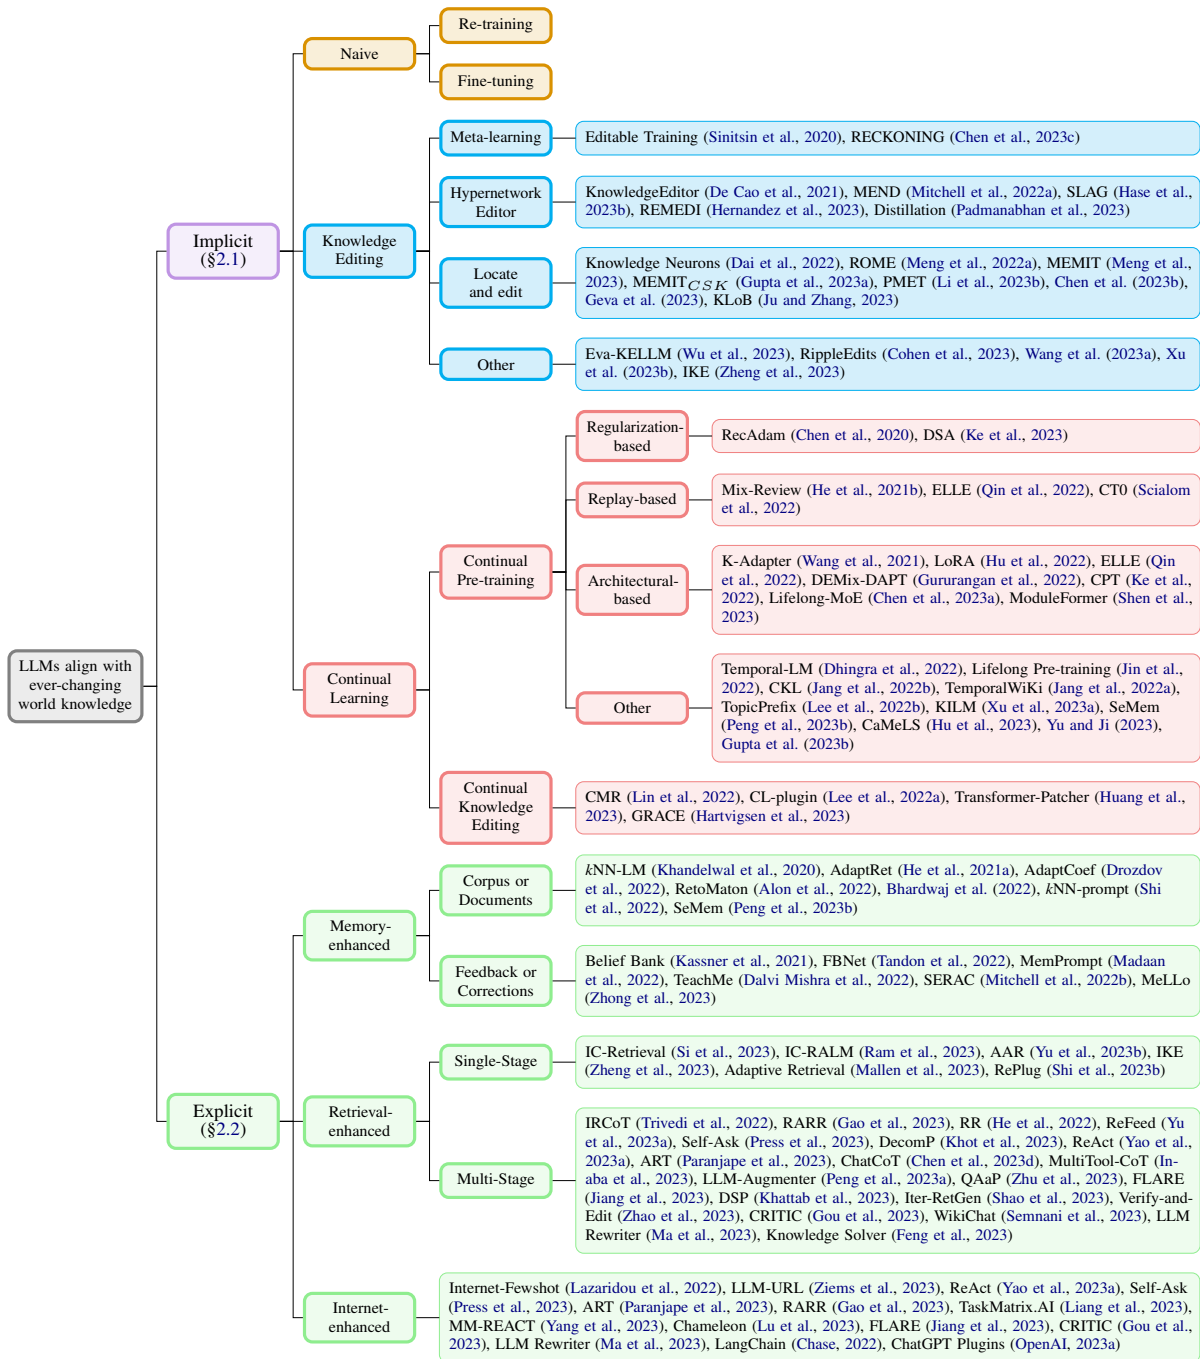 Re-training
Naive
Fine-tuning
Meta-learning
Editable Training (Sinitsin et al., 2020), RECKONING (Chen et al., 2023c)
Hypernetwork
Editor
KnowledgeEditor (De Cao et al., 2021), MEND (Mitchell et al., 2022a), SLAG (Hase et al.,
2023b), REMEDI (Hernandez et al., 2023), Distillation (Padmanabhan et al., 2023)
Implicit
(§2.1)
Knowledge
Editing
Locate
and edit
Knowledge Neurons (Dai et al., 2022), ROME (Meng et al., 2022a), MEMIT (Meng et al.,
2023), MEMIT_CSK (Gupta et al., 2023a), PMET (Li et al., 2023b), Chen et al. (2023b),
Geva et al. (2023), KLoB (Ju and Zhang, 2023)
Other
Eva-KELLM (Wu et al., 2023), RippleEdits (Cohen et al., 2023), Wang et al. (2023a), Xu
et al. (2023b), IKE (Zheng et al., 2023)
Regularization-
based
RecAdam (Chen et al., 2020), DSA (Ke et al., 2023)
Replay-based
Mix-Review (He et al., 2021b), ELLE (Qin et al., 2022), CT0 (Scialom
et al., 2022)
Continual
Pre-training
Architectural-
based
K-Adapter (Wang et al., 2021), LoRA (Hu et al., 2022), ELLE (Qin
et al., 2022), DEMix-DAPT (Gururangan et al., 2022), CPT (Ke et al.,
2022), Lifelong-MoE (Chen et al., 2023a), ModuleFormer (Shen et al.,
2023)
LLMs align with
ever-changing
world knowledge
Continual
Learning
Other
Temporal-LM (Dhingra et al., 2022), Lifelong Pre-training (Jin et al.,
2022), CKL (Jang et al., 2022b), TemporalWiKi (Jang et al., 2022a),
TopicPrefix (Lee et al., 2022b), KILM (Xu et al., 2023a), SeMem
(Peng et al., 2023b), CaMeLS (Hu et al., 2023), Yu and Ji (2023),
Gupta et al. (2023b)
Continual
Knowledge
Editing
CMR (Lin et al., 2022), CL-plugin (Lee et al., 2022a), Transformer-Patcher (Huang et al.,
2023), GRACE (Hartvigsen et al., 2023)
Corpus or
Documents
kNN-LM (Khandelwal et al., 2020), AdaptRet (He et al., 2021a), AdaptCoef (Drozdov
et al., 2022), RetoMaton (Alon et al., 2022), Bhardwaj et al. (2022), kNN-prompt (Shi
et al., 2022), SeMem (Peng et al., 2023b)
Memory-
enhanced
Feedback or
Corrections
Belief Bank (Kassner et al., 2021), FBNet (Tandon et al., 2022), MemPrompt (Madaan
et al., 2022), TeachMe (Dalvi Mishra et al., 2022), SERAC (Mitchell et al., 2022b), MeLLo
(Zhong et al., 2023)
Single-Stage
IC-Retrieval (Si et al., 2023), IC-RALM (Ram et al., 2023), AAR (Yu et al., 2023b), IKE
(Zheng et al., 2023), Adaptive Retrieval (Mallen et al., 2023), RePlug (Shi et al., 2023b)
Explicit
(§2.2)
Retrieval-
enhanced
Multi-Stage
IRCoT (Trivedi et al., 2022), RARR (Gao et al., 2023), RR (He et al., 2022), ReFeed (Yu
et al., 2023a), Self-Ask (Press et al., 2023), DecomP (Khot et al., 2023), ReAct (Yao et al.,
2023a), ART (Paranjape et al., 2023), ChatCoT (Chen et al., 2023d), MultiTool-CoT (In-
aba et al., 2023), LLM-Augmenter (Peng et al., 2023a), QAaP (Zhu et al., 2023), FLARE
(Jiang et al., 2023), DSP (Khattab et al., 2023), Iter-RetGen (Shao et al., 2023), Verify-and-
Edit (Zhao et al., 2023), CRITIC (Gou et al., 2023), WikiChat (Semnani et al., 2023), LLM
Rewriter (Ma et al., 2023), Knowledge Solver (Feng et al., 2023)
Internet-
enhanced
Internet-Fewshot (Lazaridou et al., 2022), LLM-URL (Ziems et al., 2023), ReAct (Yao et al., 2023a), Self-Ask
(Press et al., 2023), ART (Paranjape et al., 2023), RARR (Gao et al., 2023), TaskMatrix.AI (Liang et al., 2023),
MM-REACT (Yang et al., 2023), Chameleon (Lu et al., 2023), FLARE (Jiang et al., 2023), CRITIC (Gou et al.,
2023), LLM Rewriter (Ma et al., 2023), LangChain (Chase, 2022), ChatGPT Plugins (OpenAI, 2023a)